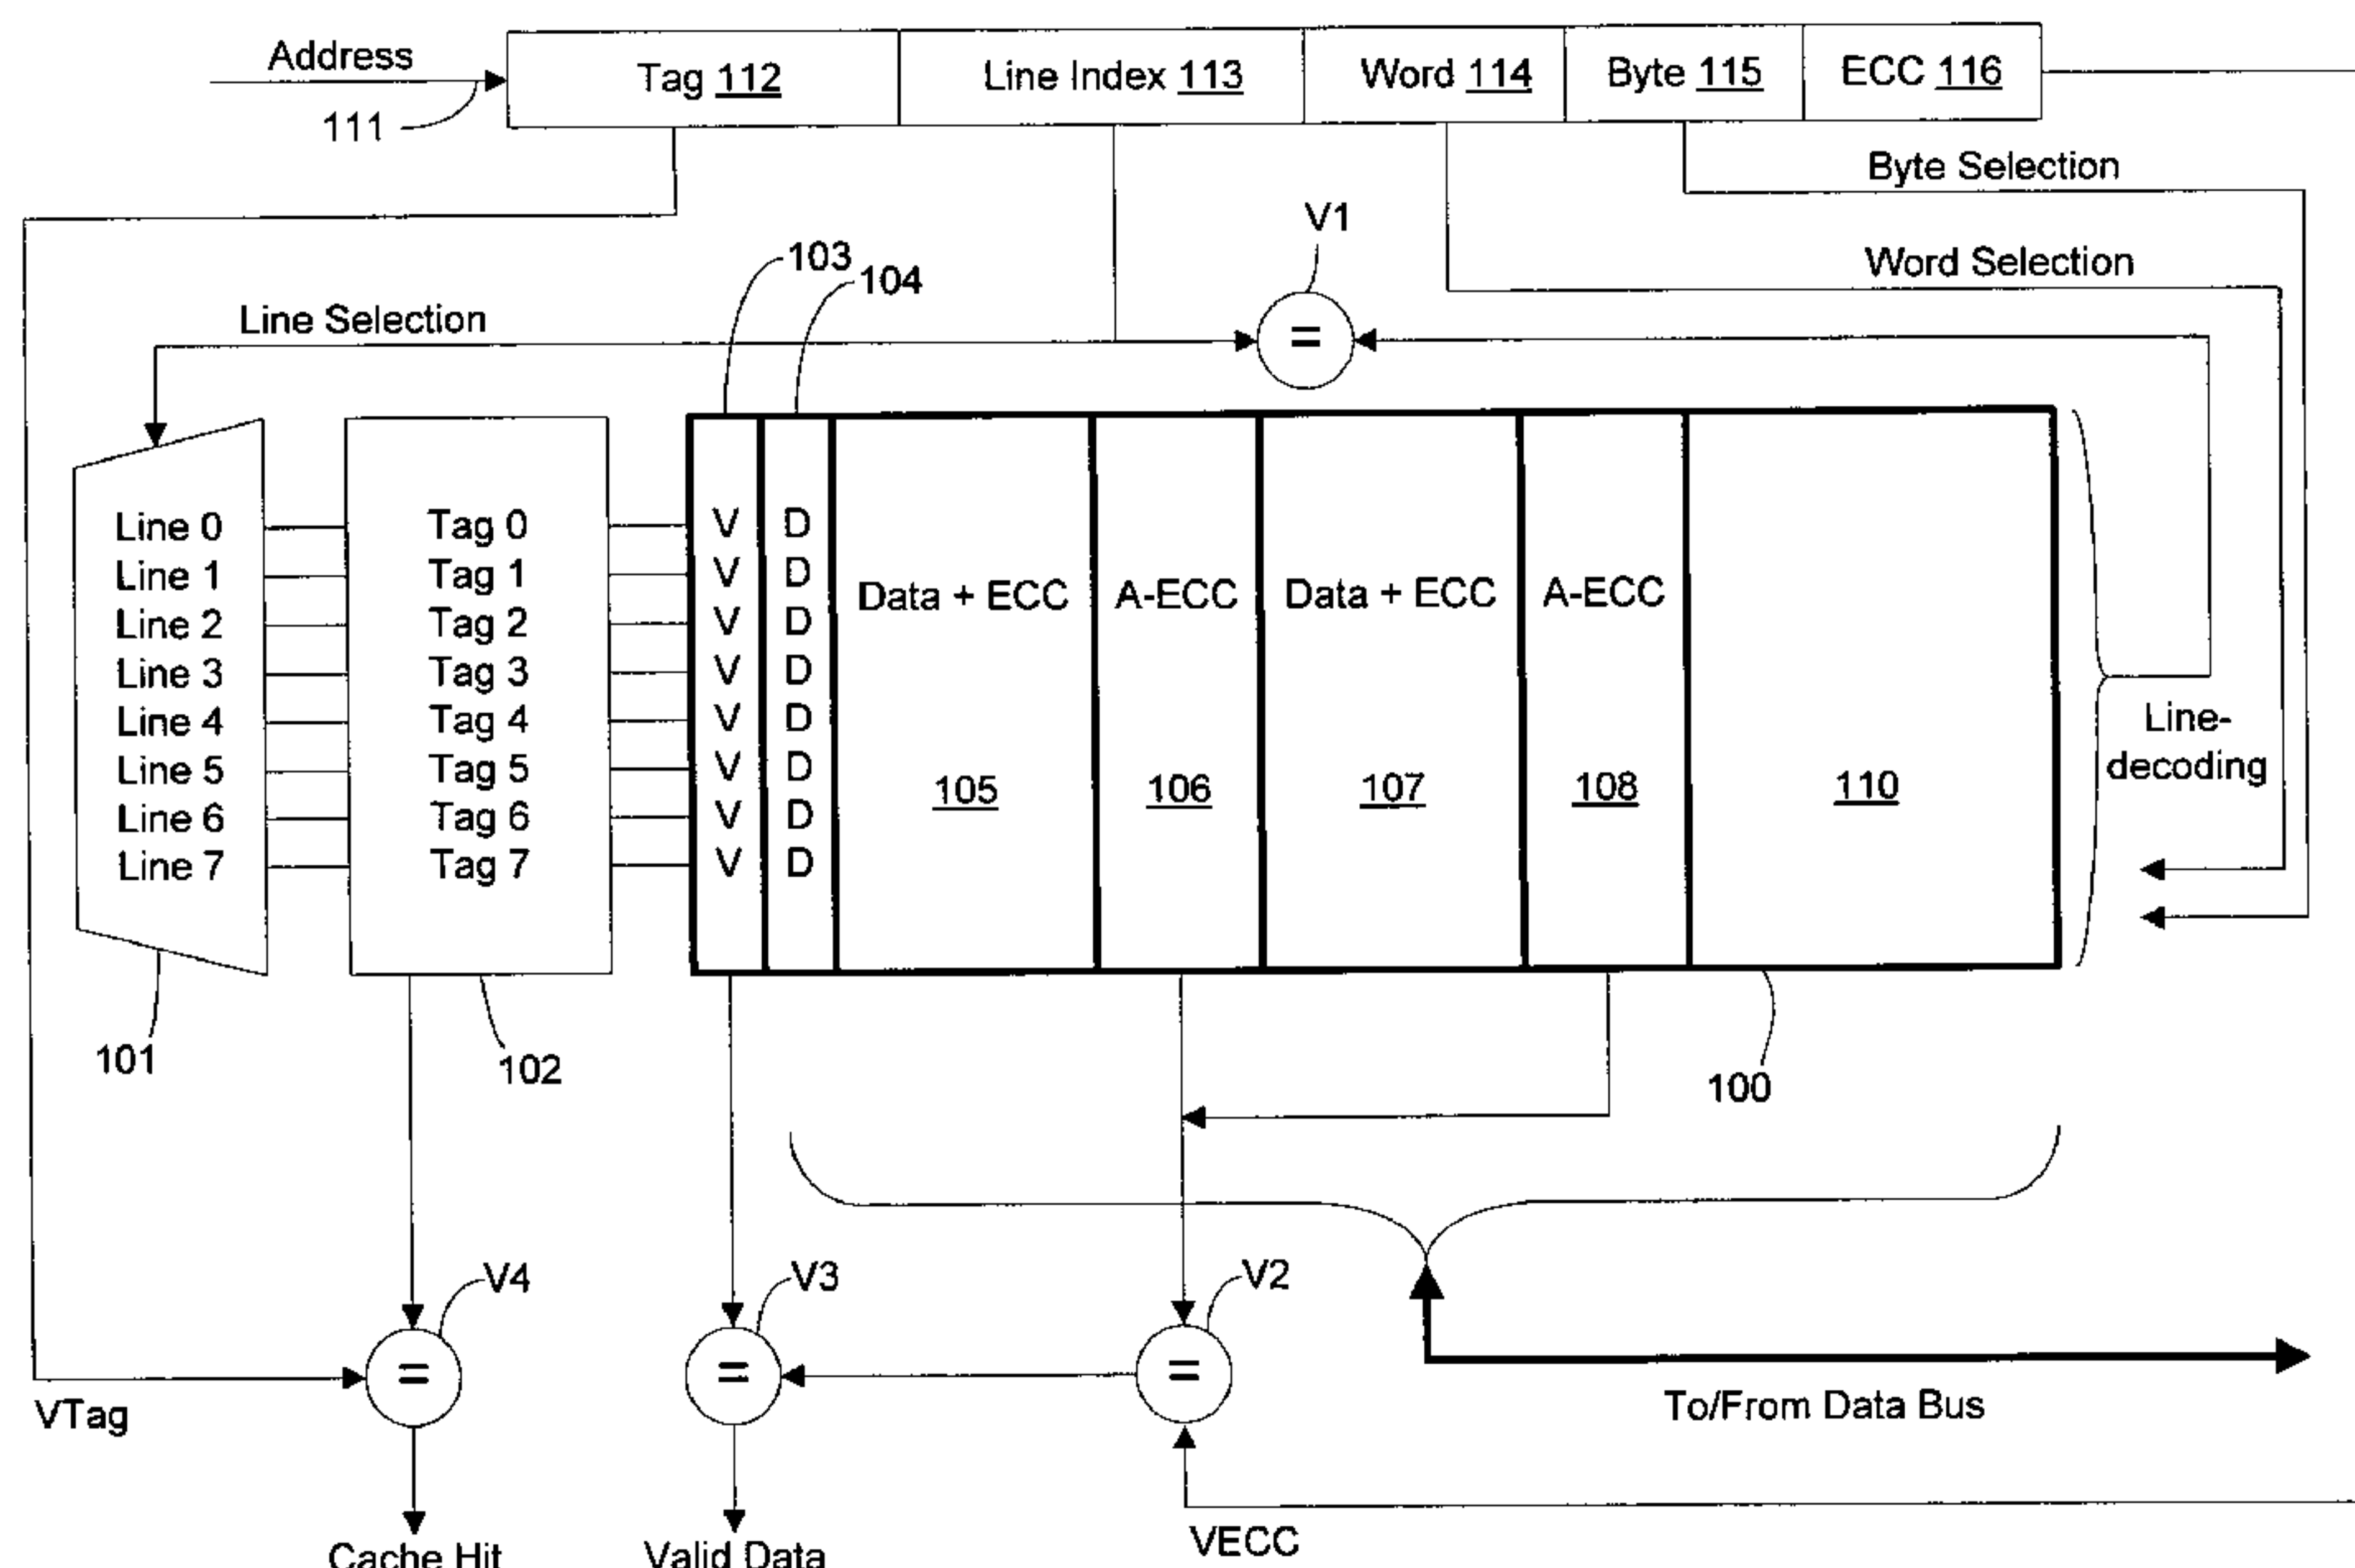 Address
111
Tag 112
Line Index 113
Word 114
Byte 115
ECC 116
Byte Selection
Word Selection
V1
=
103
104
Line Selection
Line 0
Line 1
Line 2
Line 3
Line 4
Line 5
Line 6
Line 7
Tag 0
Tag 1
Tag 2
Tag 3
Tag 4
Tag 5
Tag 6
Tag 7
V
V
V
V
V
V
V
V
D
D
D
D
D
D
D
D
Data + ECC
105
A-ECC
106
Data + ECC
107
A-ECC
108
110
Line-
decoding
101
102
100
V4
=
V3
=
V2
=
VTag
To/From Data Bus
VECC
Cache Hit
Valid Data